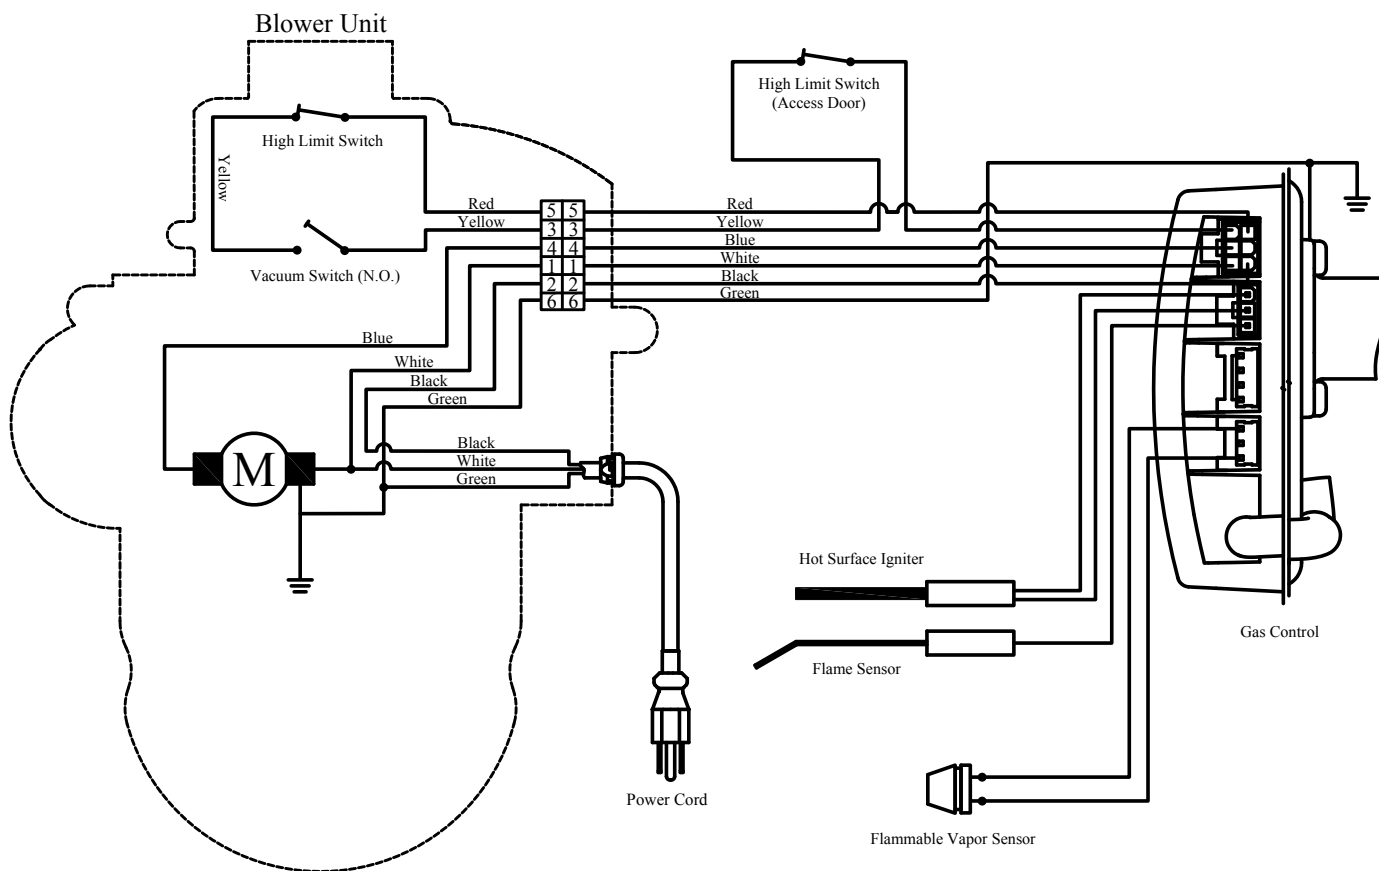 Blower Unit
High Limit Switch
(Access Door)
High Limit Switch
Yellow
Red
5 5
Red
Yellow
3 3
Yellow
4 4
Blue
Vacuum Switch (N.O.)
1 1
White
2 2
Black
6 6
Green
Blue
White
Black
Green
Black
M
White
Green
Hot Surface Igniter
Gas Control
Flame Sensor
Power Cord
Flammable Vapor Sensor